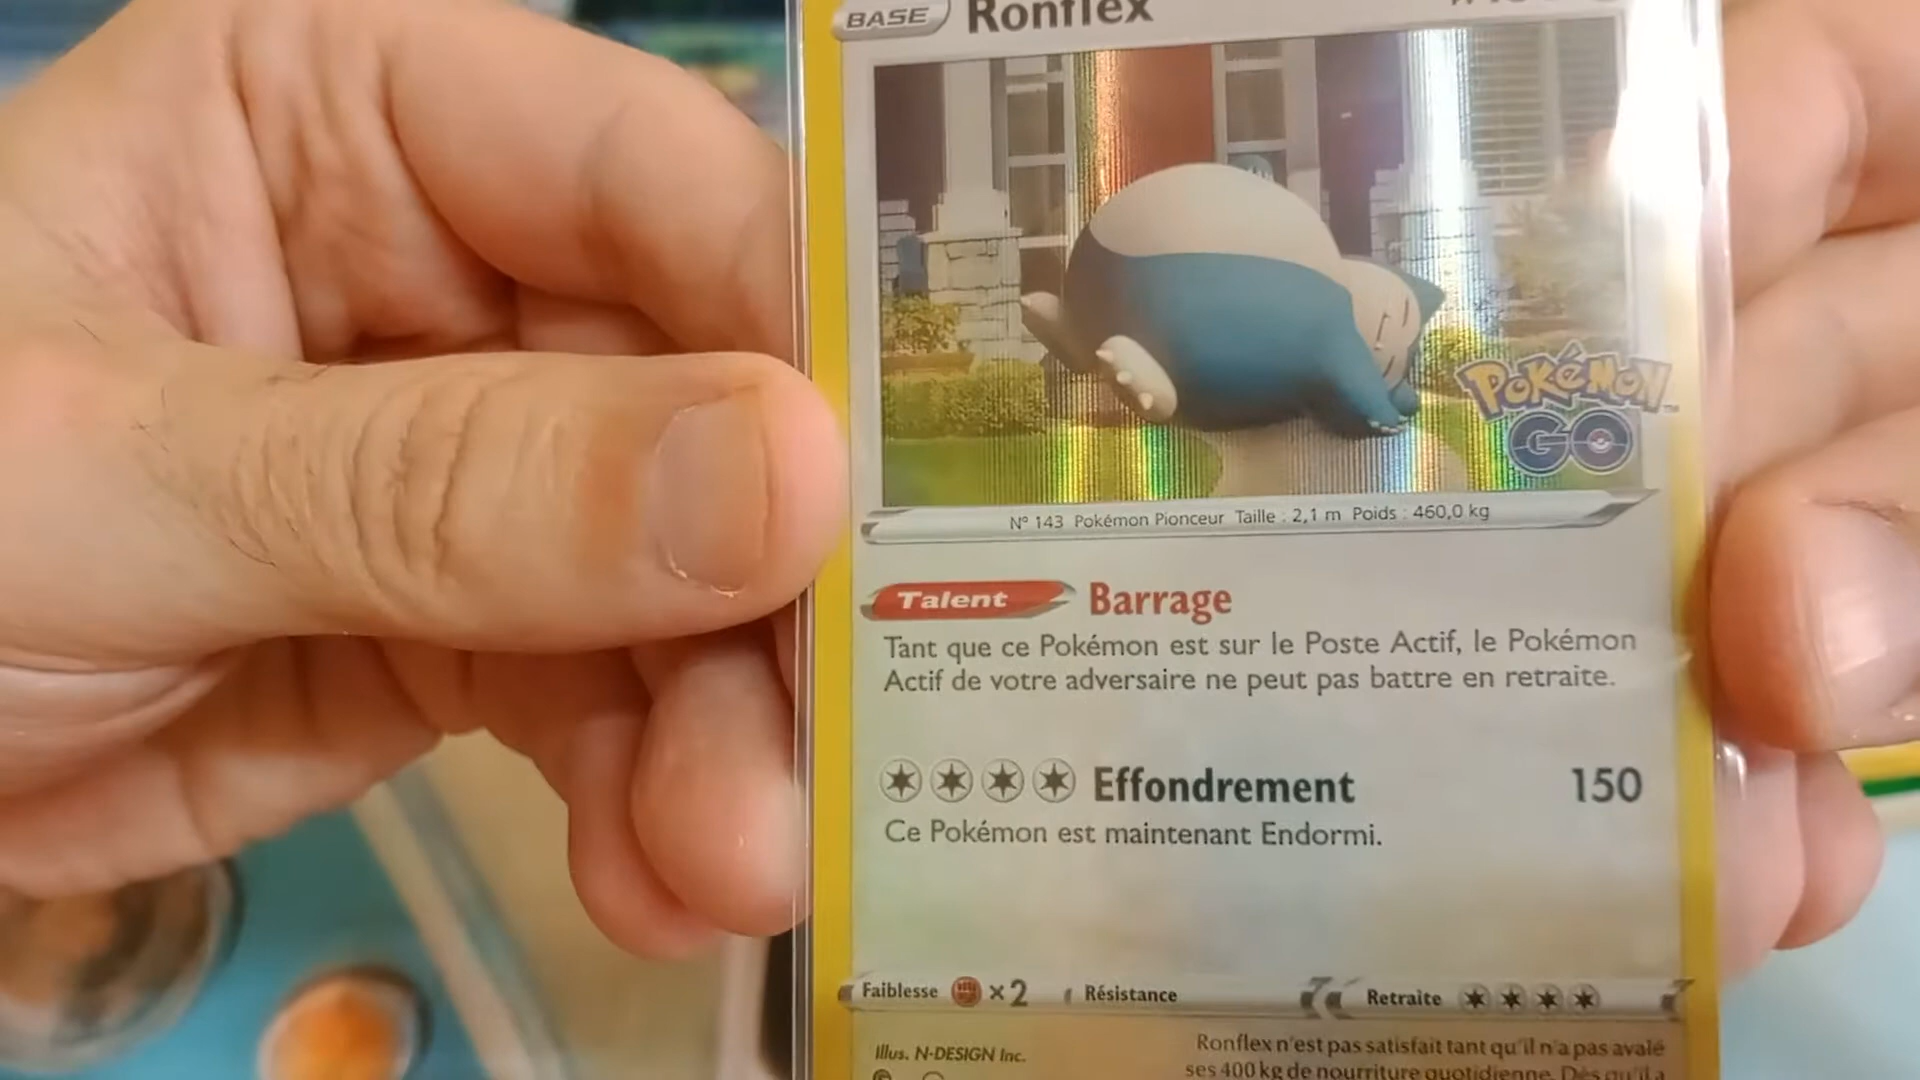 BASE Ronflex
POKéMON
GO
N° 143 Pokémon Pionceur Taille : 2,1 m Poids : 460,0 kg
Talent Barrage
Tant que ce Pokémon est sur le Poste Actif, le Pokémon
Actif de votre adversaire ne peut pas battre en retraite.
Effondrement 150
Ce Pokémon est maintenant Endormi.
Faiblesse ×2 Résistance Retraite
Illus. N-DESIGN Inc.
Ronflex n'est pas satisfait tant qu'il n'a pas avalé
ses 400 kg de nourriture quotidienne. Dès qu'il a